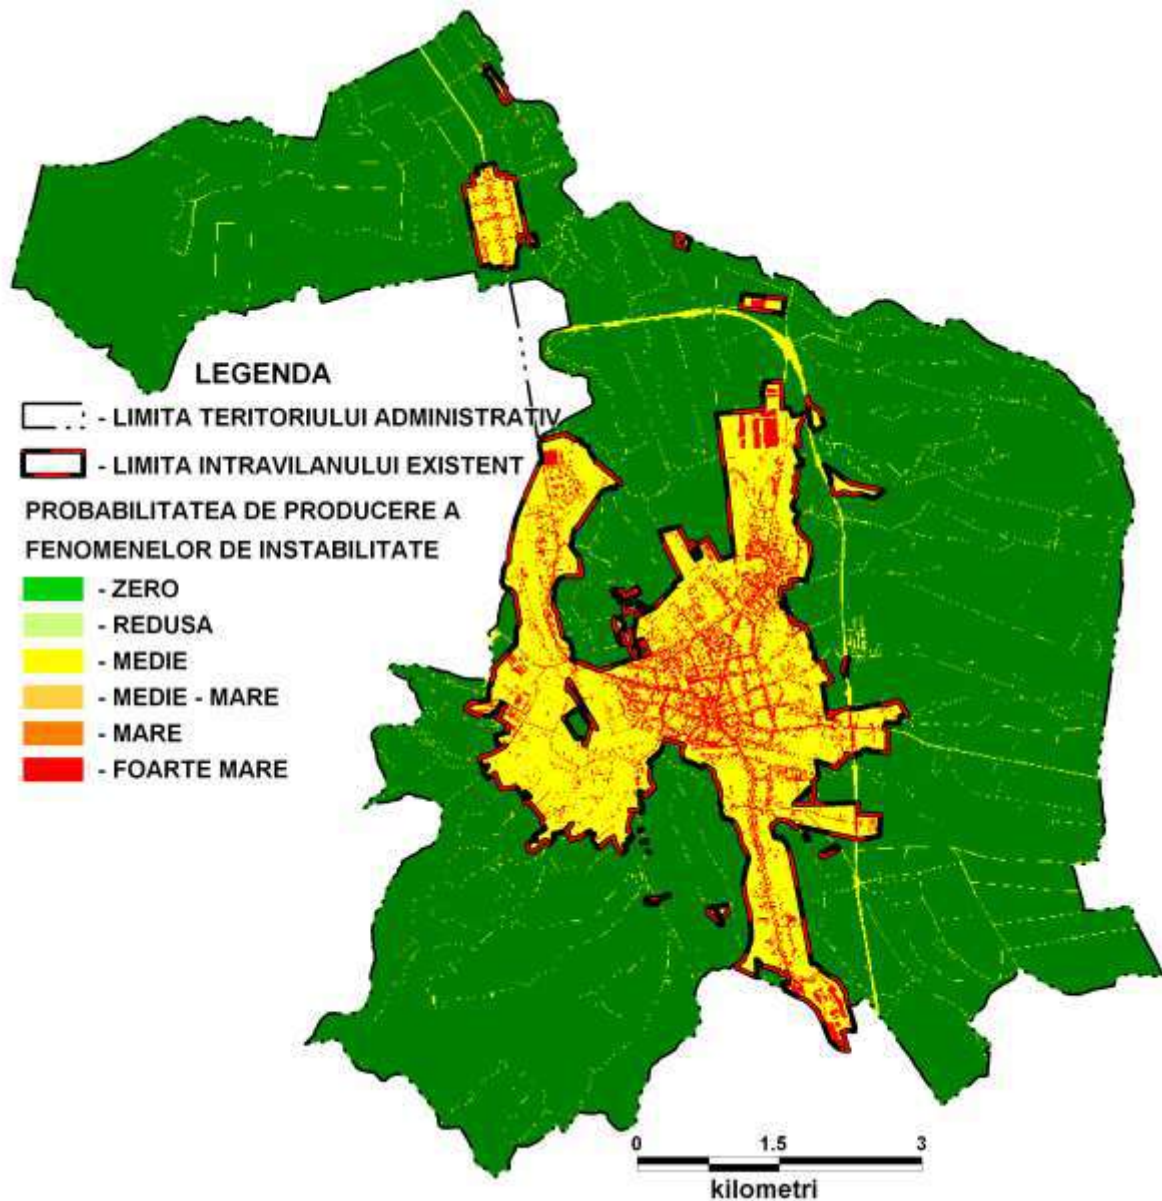 LEGENDA
- LIMITA TERITORIULUI ADMINISTRATIV
- LIMITA INTRAVILANULUI EXISTENT
PROBABILITATEA DE PRODUCERE A
FENOMENELOR DE INSTABILITATE
- ZERO
- REDUSA
- MEDIE
- MEDIE - MARE
- MARE
- FOARTE MARE
0 1.5 3
kilometri